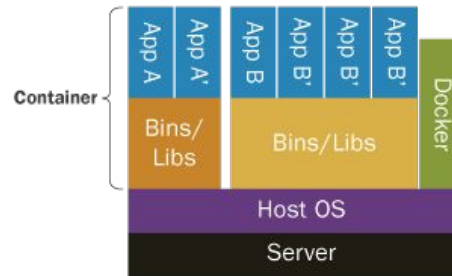 App A
App A'
App B
App B'
App B'
App B'
Container
Docker
Bins/
Libs
Bins/Libs
Host OS
Server